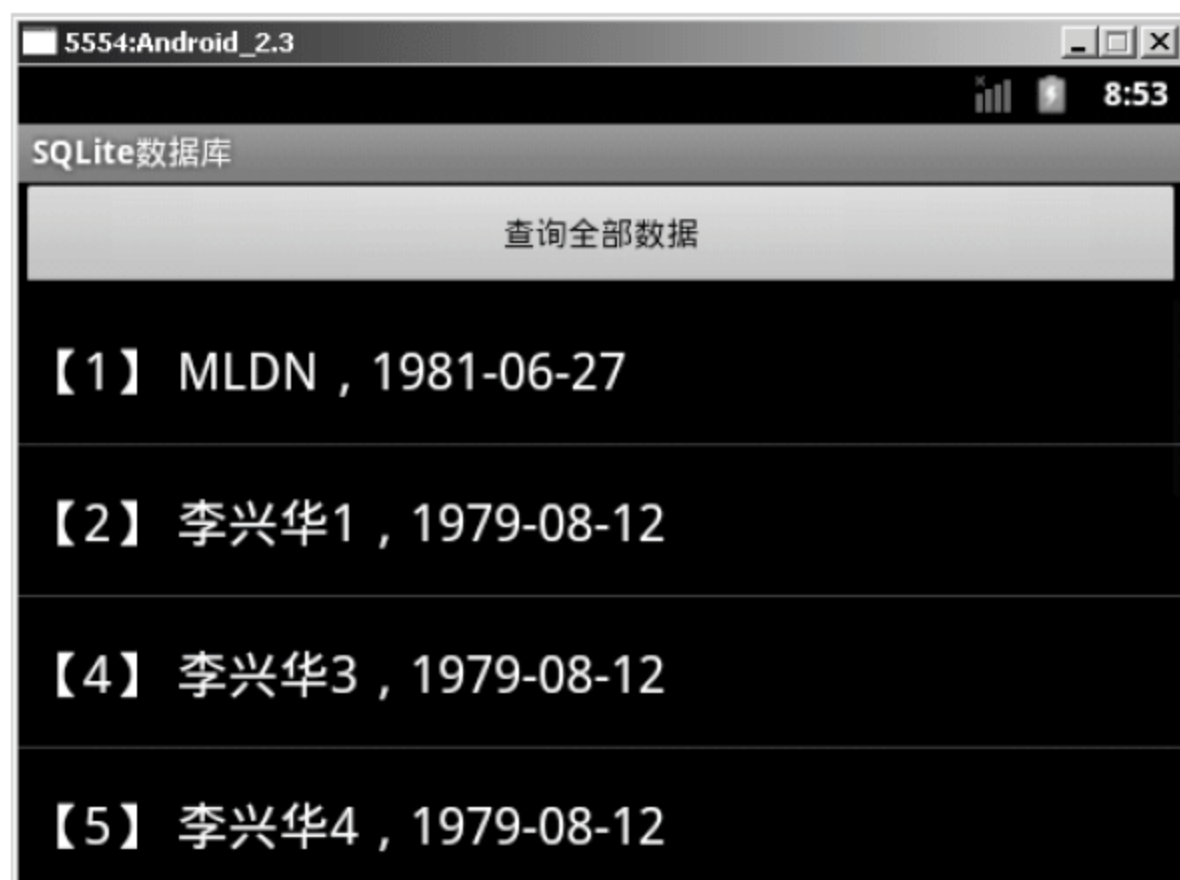 5554:Android_2.3
8:53
SQLite数据库
查询全部数据
【1】 MLDN，1981-06-27
【2】 李兴华1，1979-08-12
【4】 李兴华3，1979-08-12
【5】 李兴华4，1979-08-12